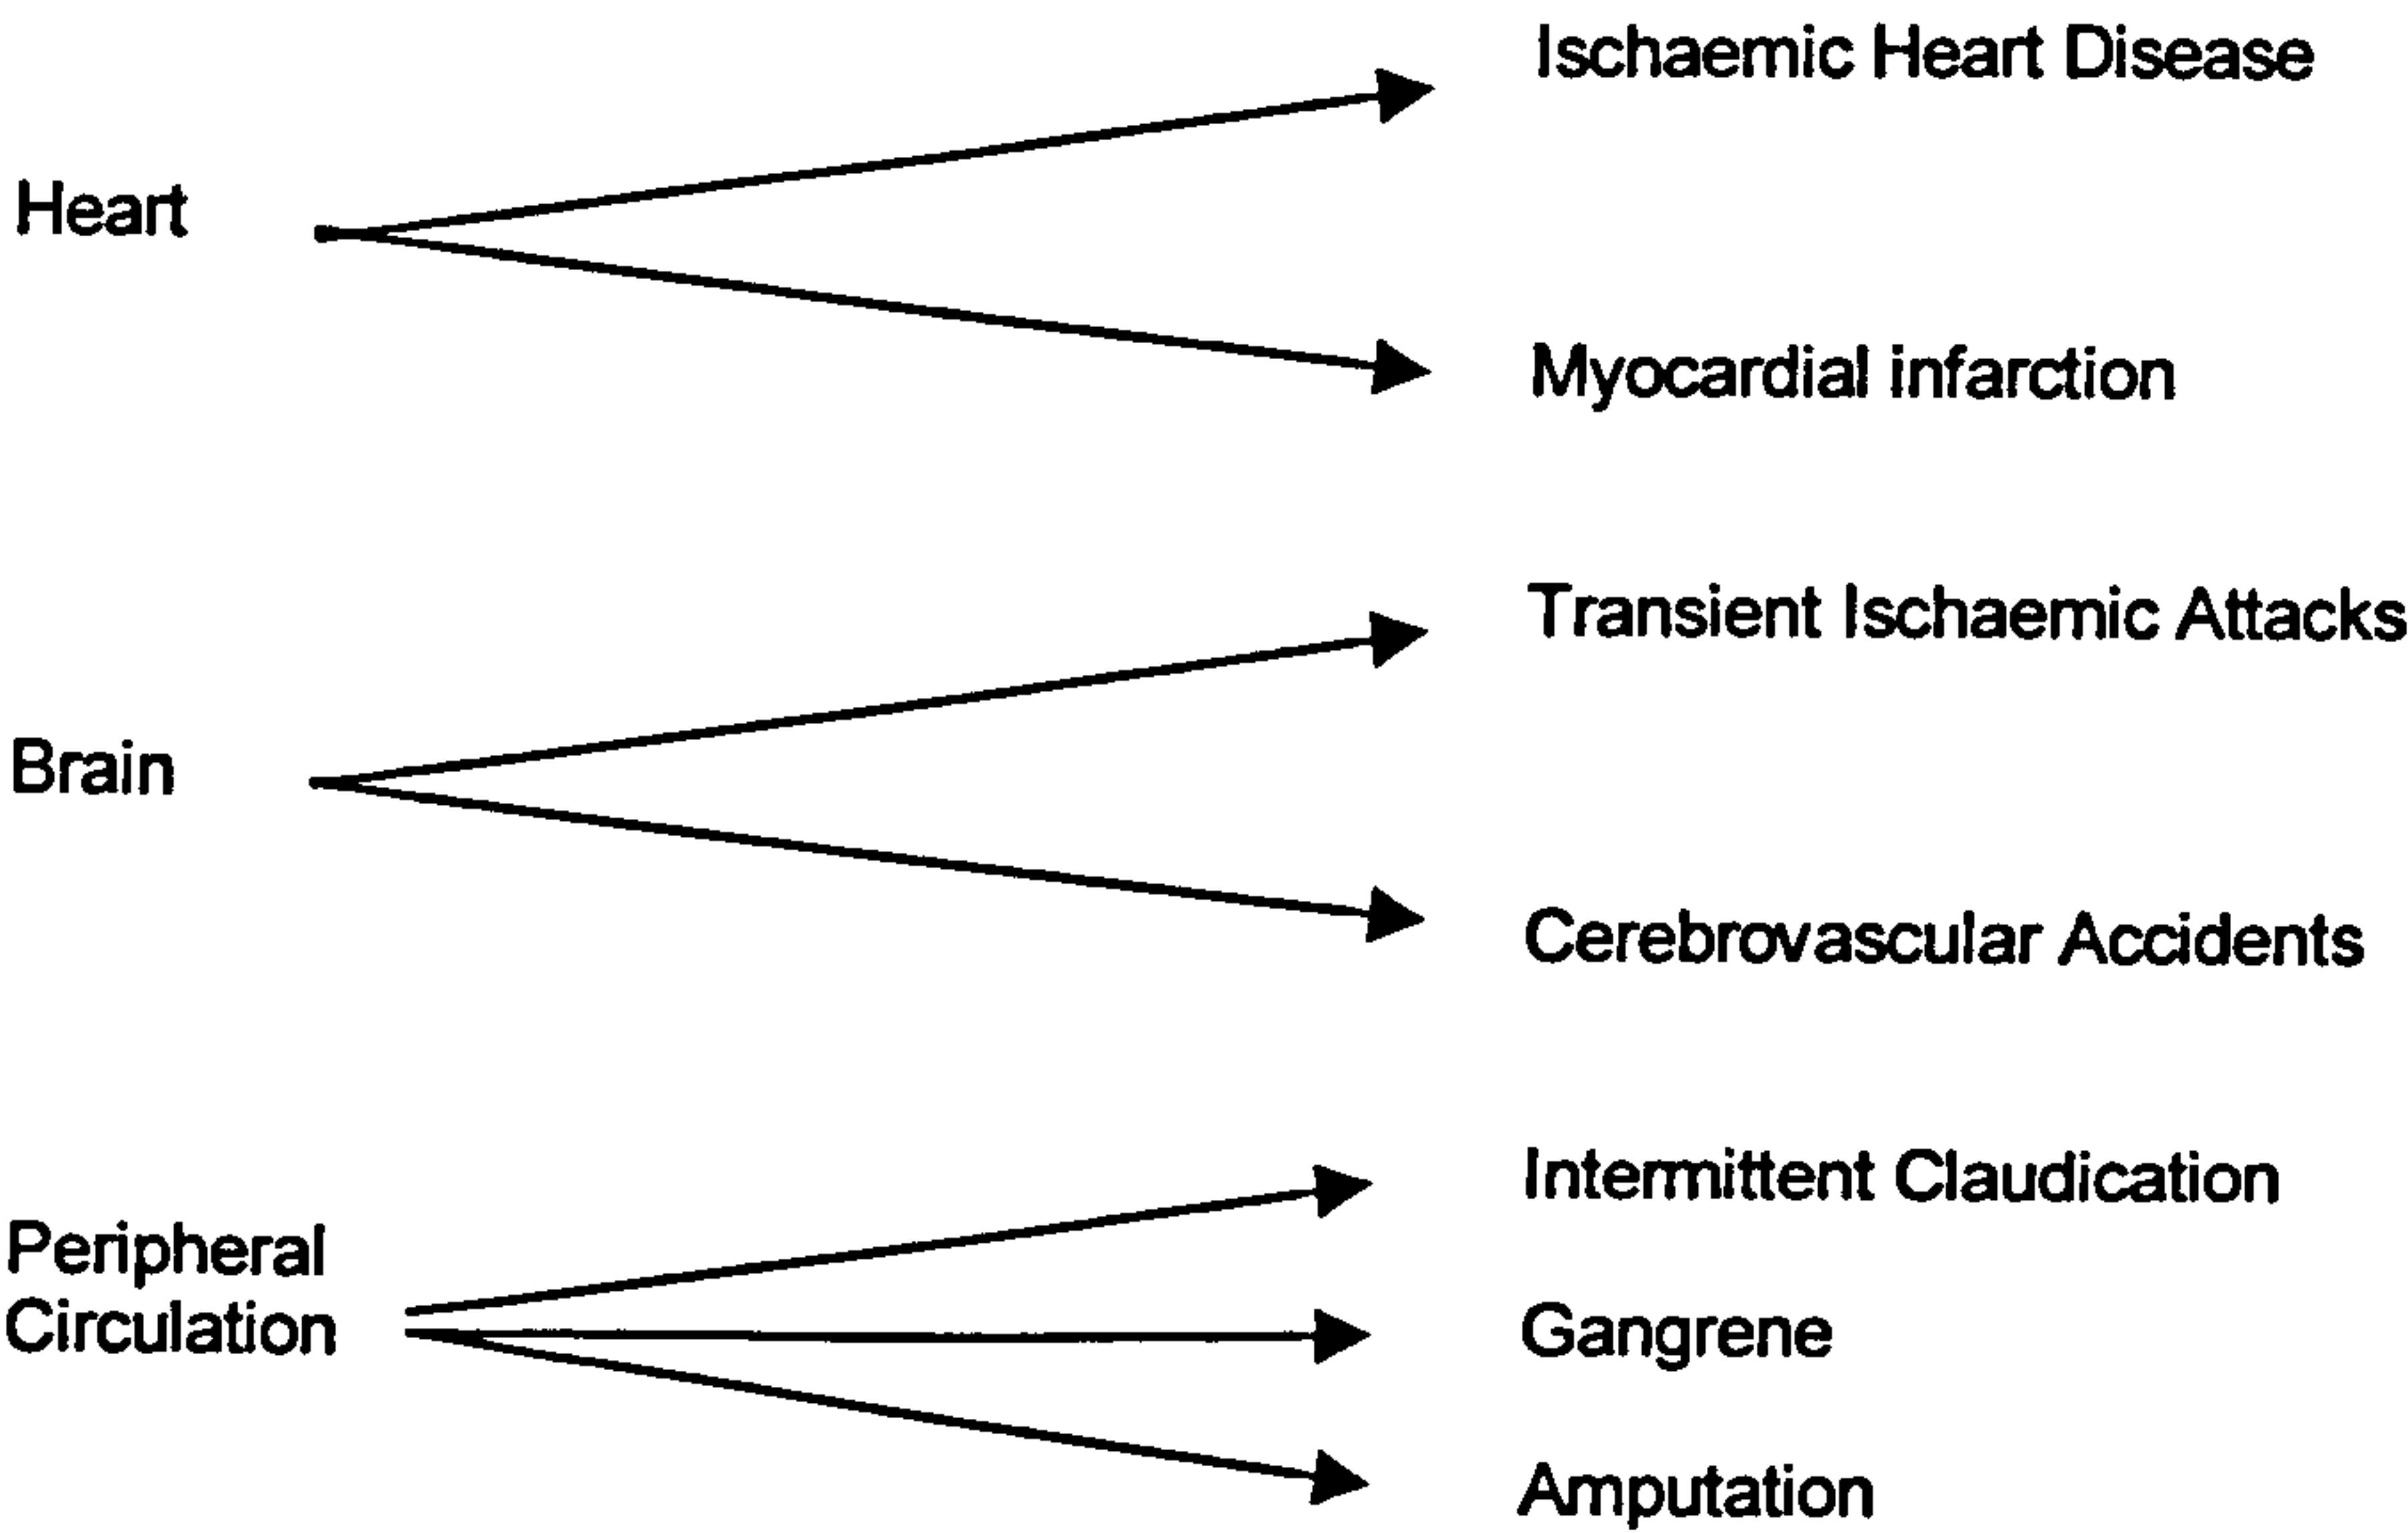 Heart
Ischaemic Heart Disease
Myocardial infarction
Brain
Transient Ischaemic Attacks
Cerebrovascular Accidents
Peripheral
Circulation
Intermittent Claudication
Gangrene
Amputation